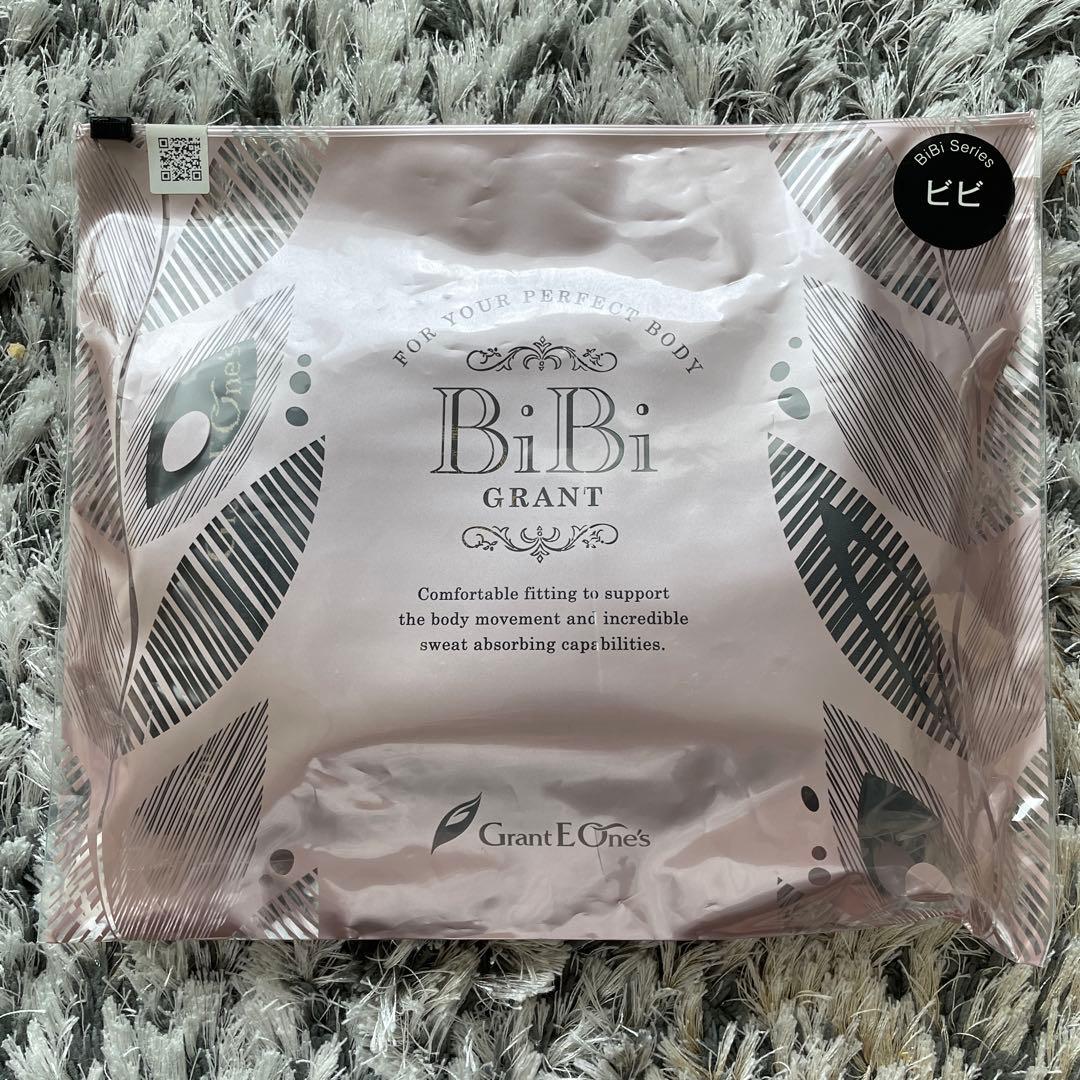 BiBi Series
ビビ
FOR YOUR PERFECT BODY
BiBi
GRANT
Comfortable fitting to support
the body movement and incredible
sweat absorbing capabilities.
Grant E One's